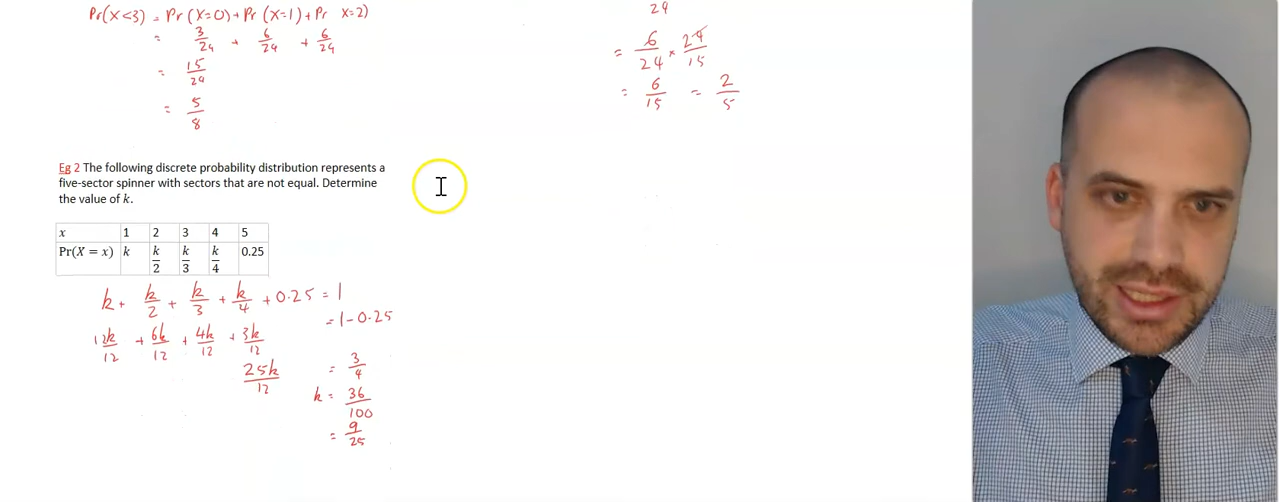 Pr(X<3) = Pr(X=0)+Pr(X=1)+Pr X=2)
= 3/24 + 6/24 + 6/24
= 15/24
= 5/8
24
= 6/24 × 24/15
= 6/15 = 2/5
Eg 2 The following discrete probability distribution represents a
five-sector spinner with sectors that are not equal. Determine
the value of k.
x 1 2 3 4 5
Pr(X = x) k k/2 k/3 k/4 0.25
k + k/2 + k/3 + k/4 + 0.25 = 1
= 1 - 0.25
12k/12 + 6k/12 + 4k/12 + 3k/12
25k/12 = 3/4
k = 36/100
= 9/25